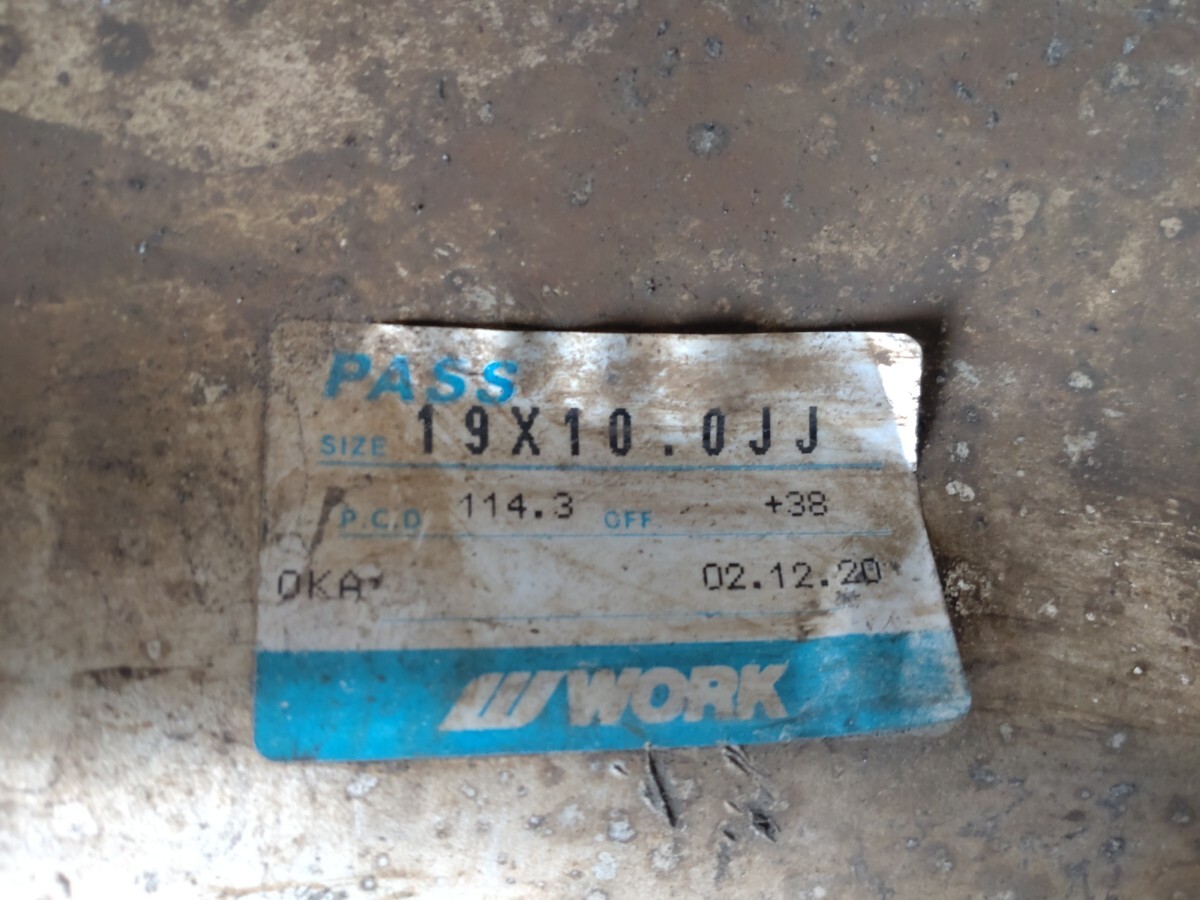 PASS
SIZE 19X10.0JJ
P.C.D 114.3 OFF +38
OKA 02.12.20
WORK